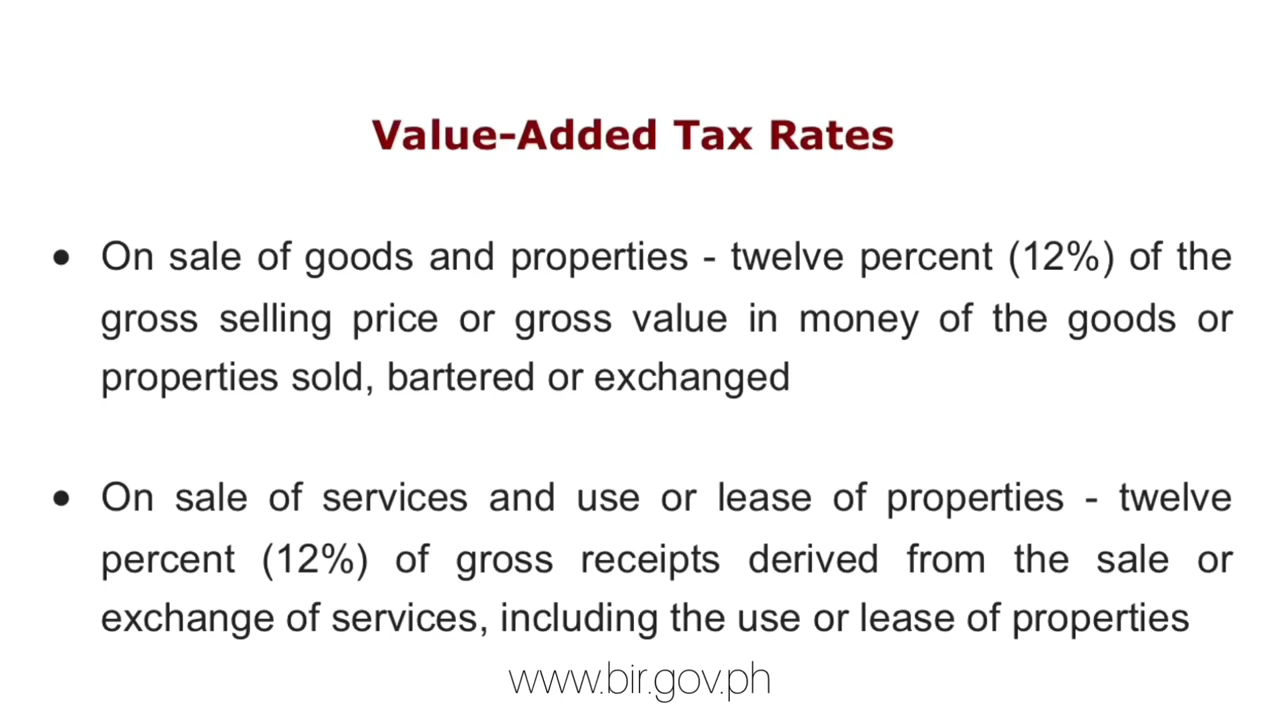 Value-Added Tax Rates
● On sale of goods and properties - twelve percent (12%) of the
gross selling price or gross value in money of the goods or
properties sold, bartered or exchanged
● On sale of services and use or lease of properties - twelve
percent (12%) of gross receipts derived from the sale or
exchange of services, including the use or lease of properties
www.bir.gov.ph